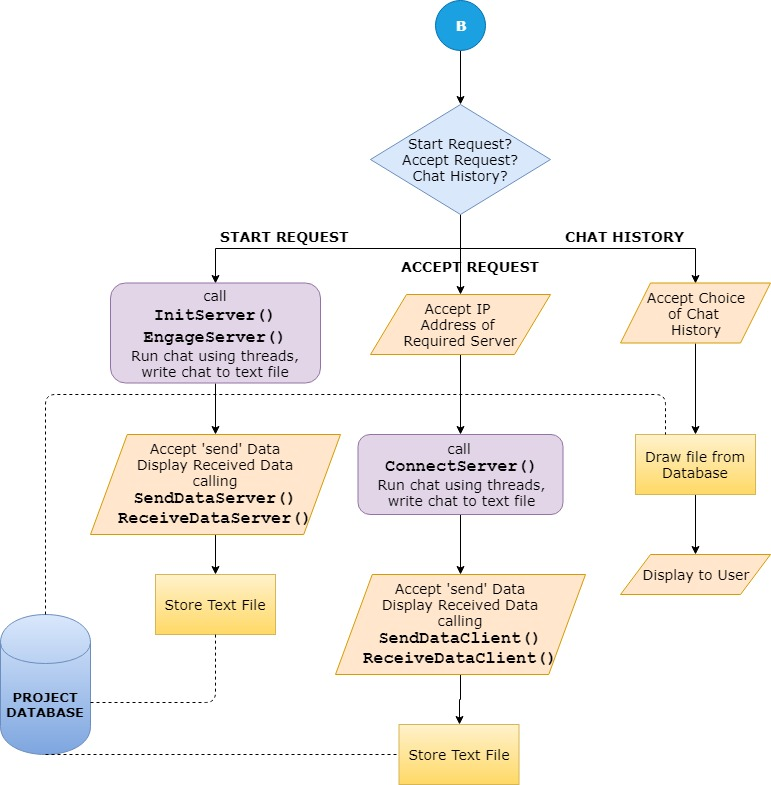 B
Start Request?
Accept Request?
Chat History?
START REQUEST
CHAT HISTORY
ACCEPT REQUEST
call
InitServer()
EngageServer()
Run chat using threads,
write chat to text file
Accept IP
Address of
Required Server
Accept Choice
of Chat
History
Accept 'send' Data
Display Received Data
calling
SendDataServer()
ReceiveDataServer()
call
ConnectServer()
Run chat using threads,
write chat to text file
Draw file from
Database
Store Text File
Accept 'send' Data
Display Received Data
calling
SendDataClient()
ReceiveDataClient()
Display to User
PROJECT
DATABASE
Store Text File